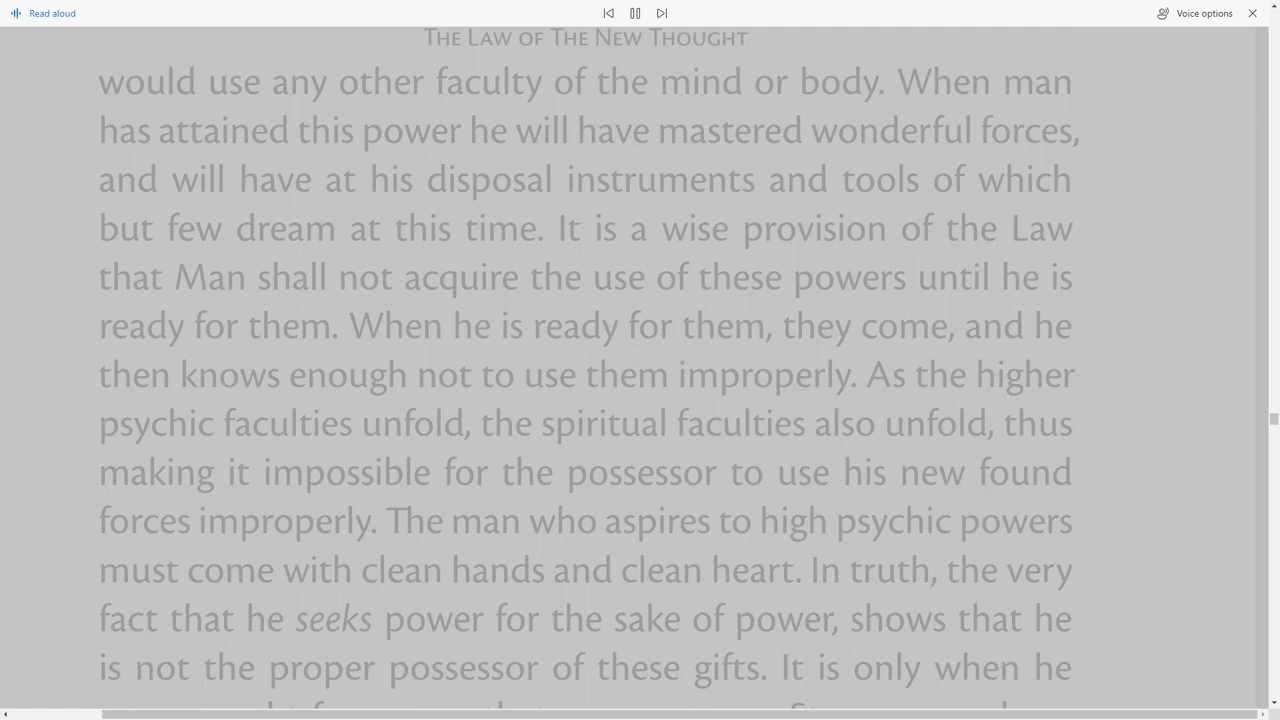 Read aloud
Voice options
The Law of The New Thought
would use any other faculty of the mind or body. When man
has attained this power he will have mastered wonderful forces,
and will have at his disposal instruments and tools of which
but few dream at this time. It is a wise provision of the Law
that Man shall not acquire the use of these powers until he is
ready for them. When he is ready for them, they come, and he
then knows enough not to use them improperly. As the higher
psychic faculties unfold, the spiritual faculties also unfold, thus
making it impossible for the possessor to use his new found
forces improperly. The man who aspires to high psychic powers
must come with clean hands and clean heart. In truth, the very
fact that he seeks power for the sake of power, shows that he
is not the proper possessor of these gifts. It is only when he